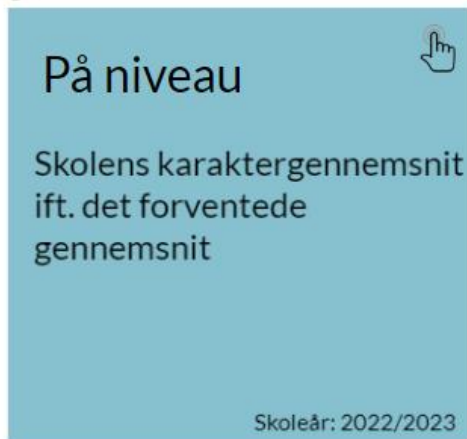 På niveau
Skolens karaktergennemsnit
ift. det forventede
gennemsnit
Skoleår: 2022/2023